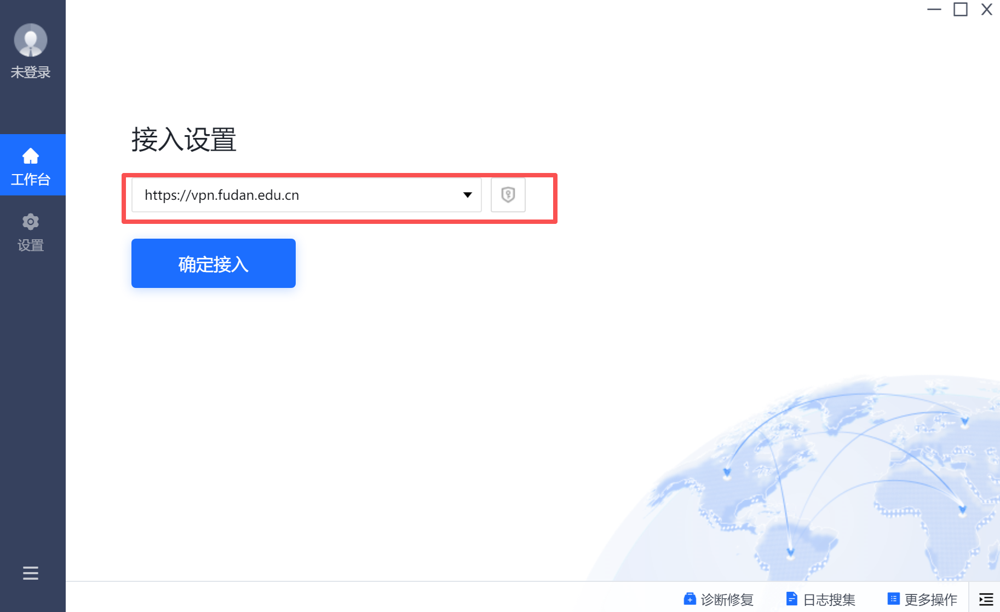 未登录
工作台
设置
接入设置
https://vpn.fudan.edu.cn
确定接入
诊断修复
日志搜集
更多操作